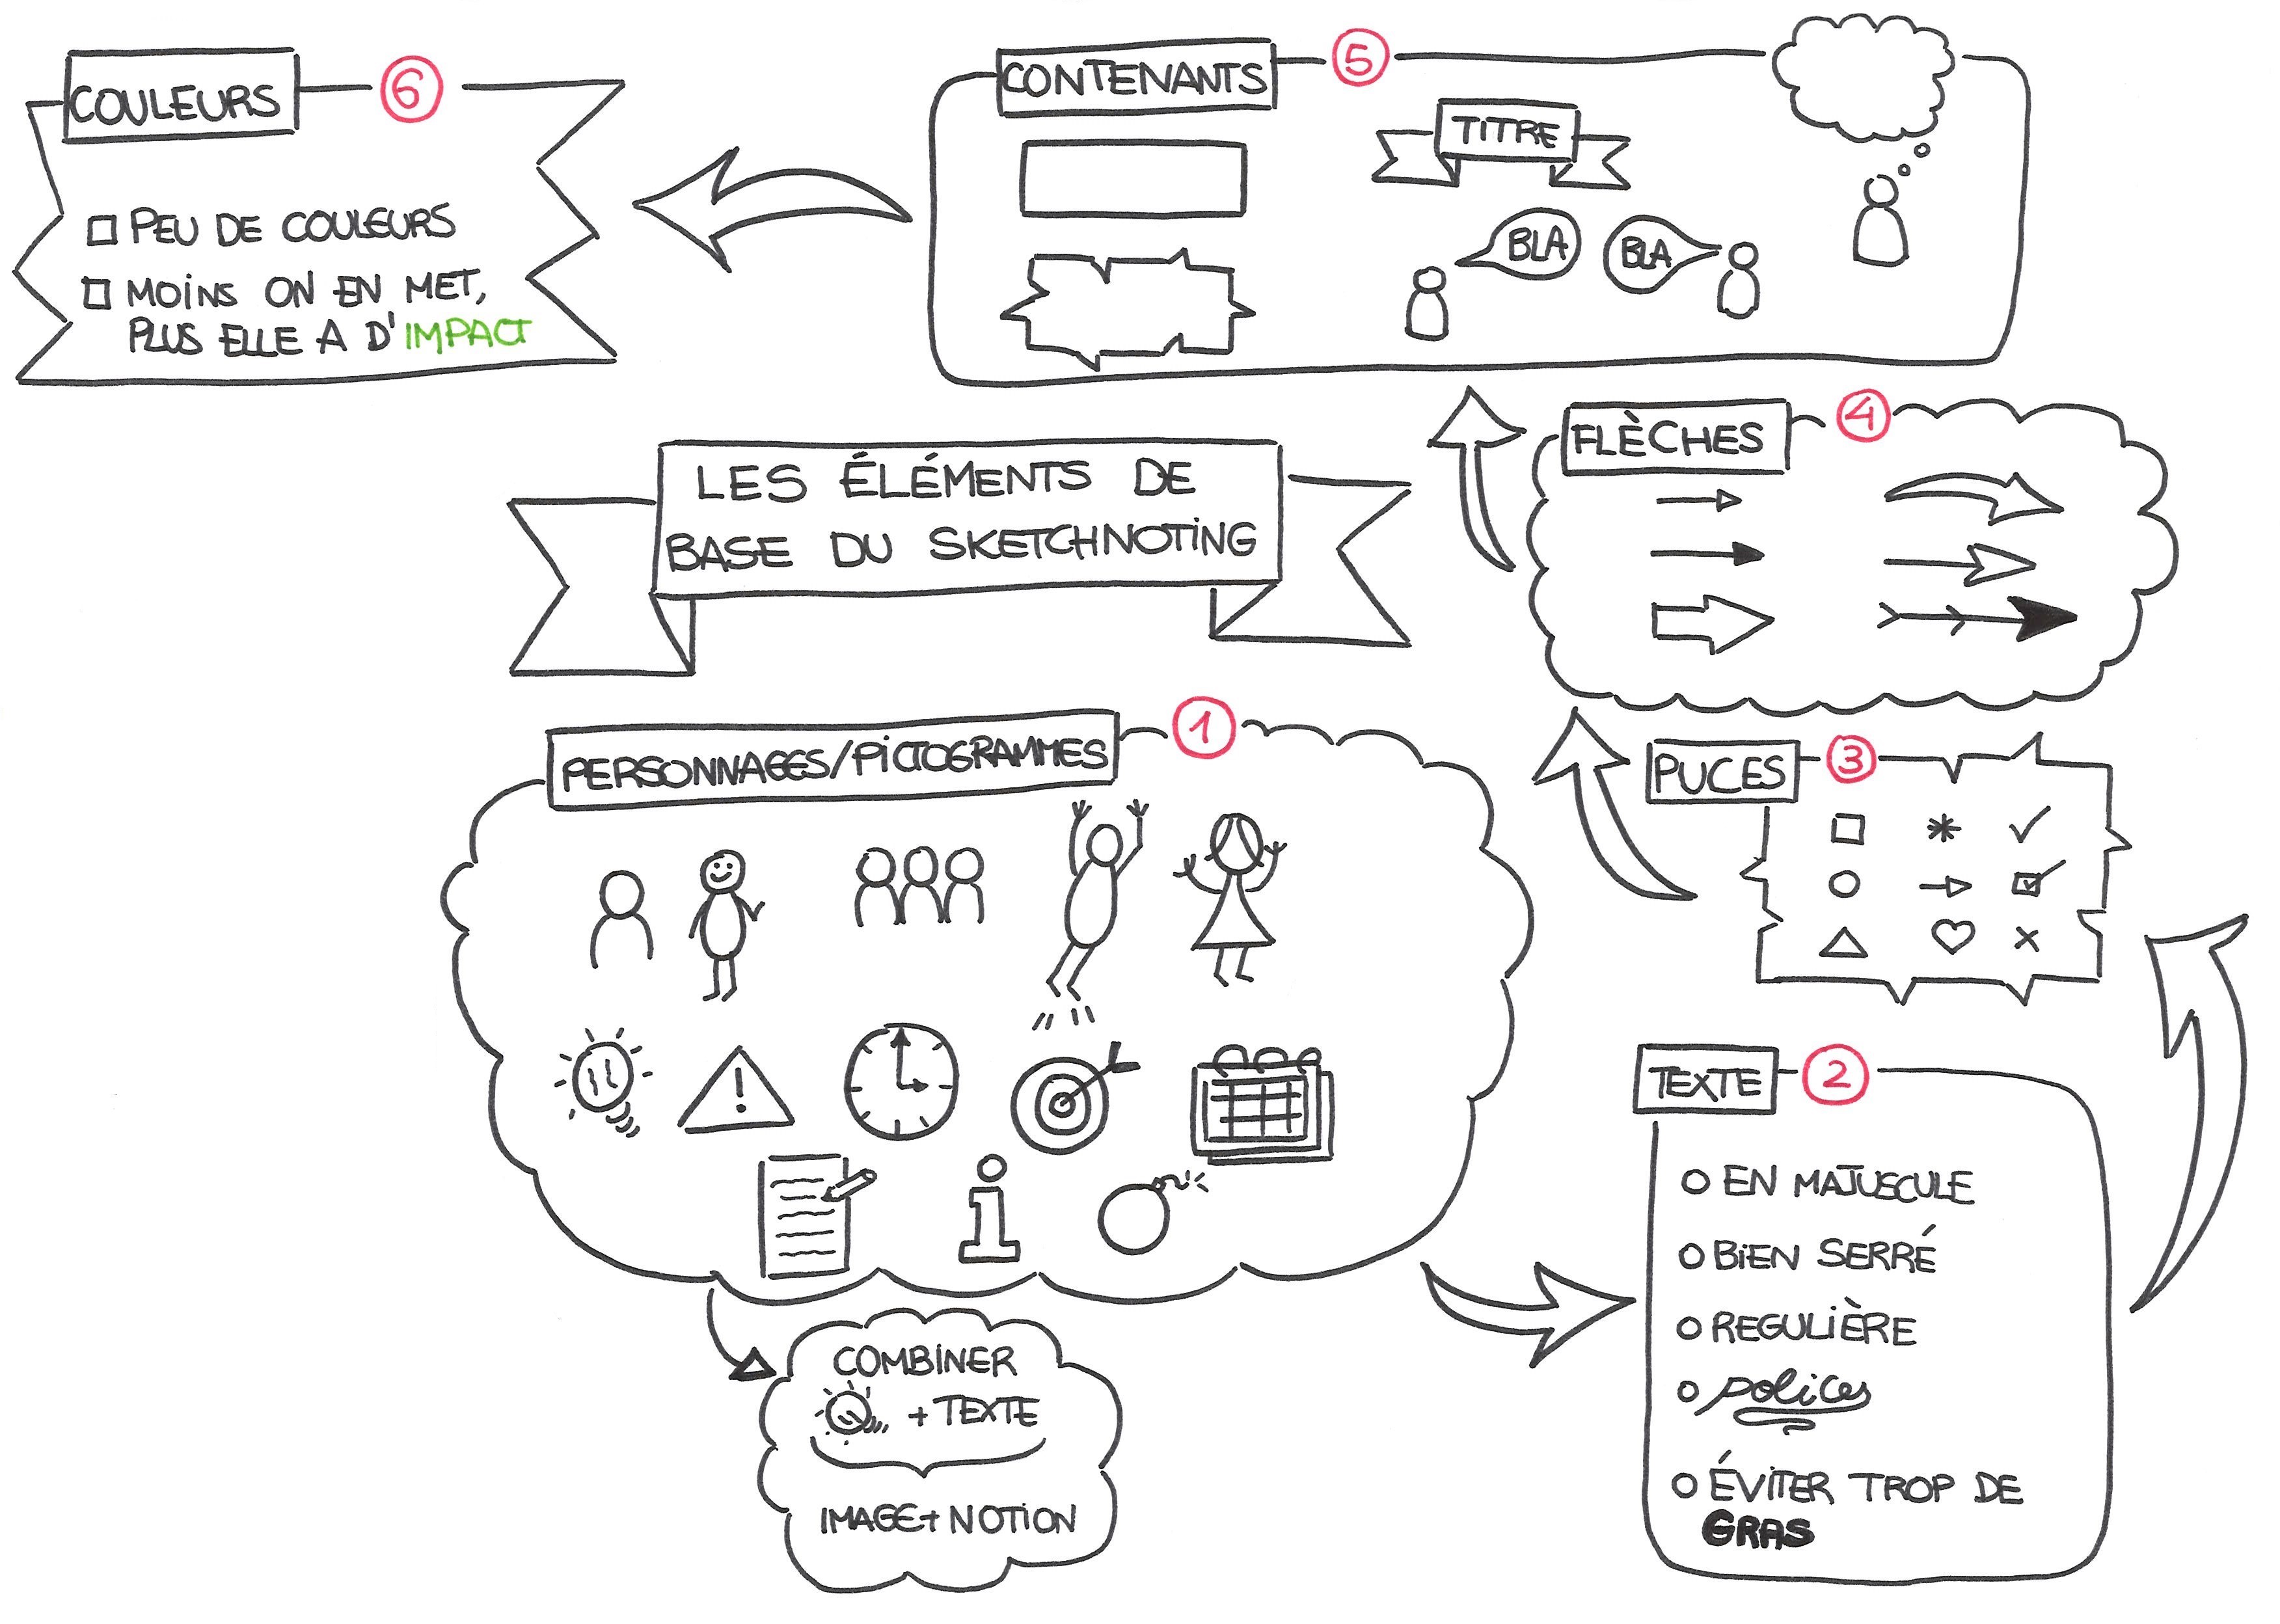 LES ÉLÉMENTS DE
BASE DU SKETCHNOTING
PERSONNAGES/PICTOGRAMMES
1
!
i
COMBINER
+ TEXTE
IMAGE + NOTION
TEXTE
2
EN MAJUSCULE
BIEN SERRÉ
REGULIÈRE
polices
ÉVITER TROP DE
GRAS
PUCES
3
FLÈCHES
4
CONTENANTS
5
TITRE
BLA
BLA
COULEURS
6
PEU DE COULEURS
MOINS ON EN MET,
PLUS ELLE A D'IMPACT